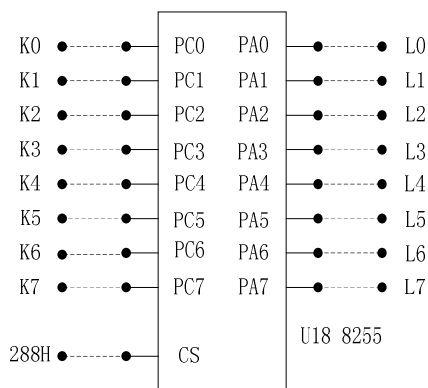 K0 PC0 PA0 L0
K1 PC1 PA1 L1
K2 PC2 PA2 L2
K3 PC3 PA3 L3
K4 PC4 PA4 L4
K5 PC5 PA5 L5
K6 PC6 PA6 L6
K7 PC7 PA7 L7
U18 8255
288H CS